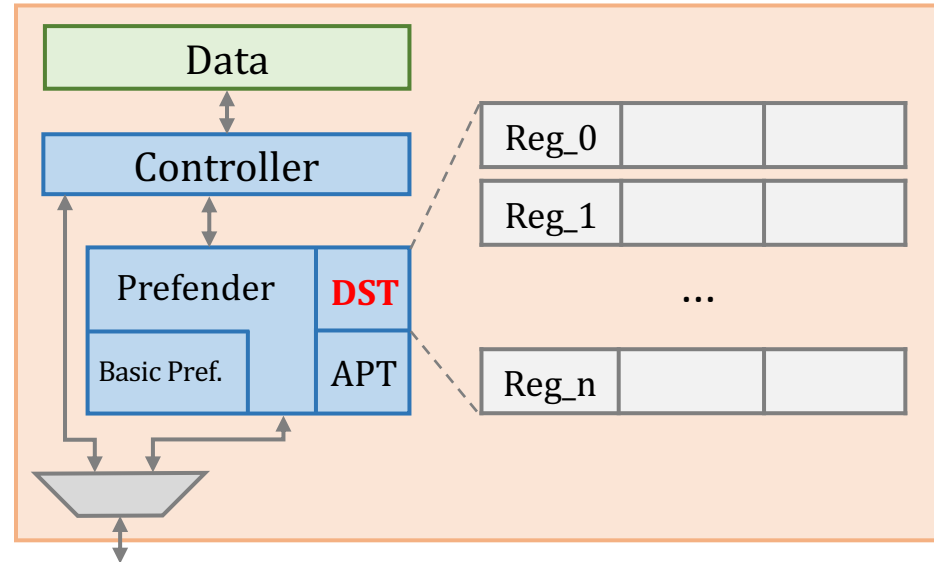 Data
Controller
Prefender
DST
Basic Pref.
APT
Reg_0
Reg_1
...
Reg_n